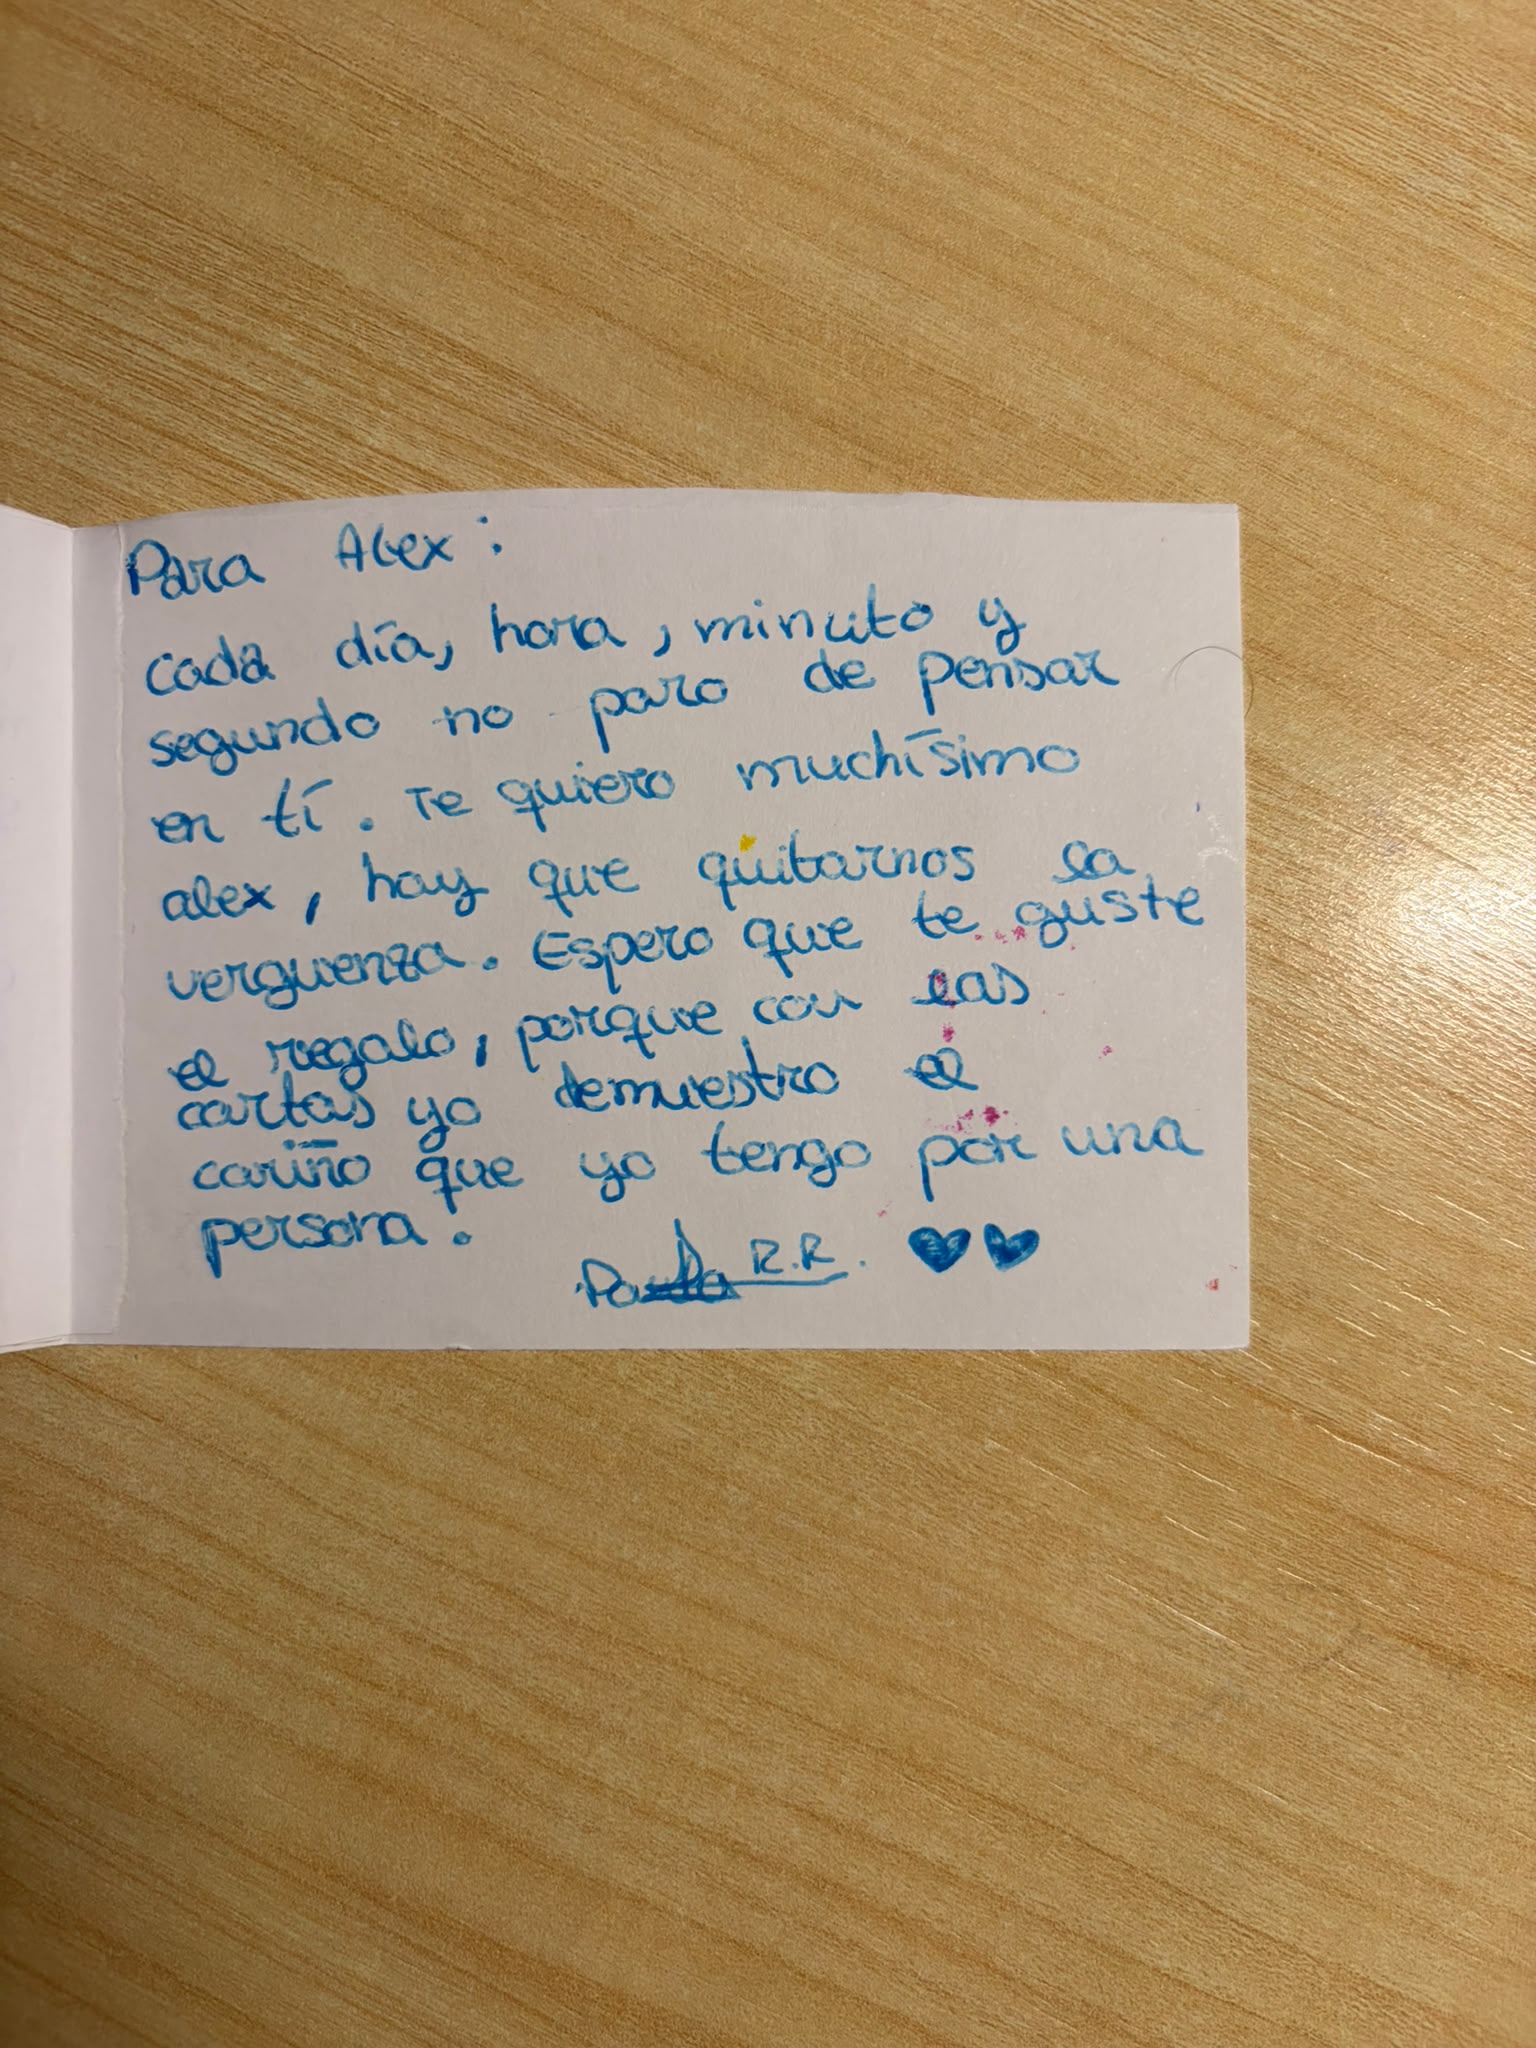 Para Alex:
cada día, hora, minuto y
segundo no paro de pensar
en tí. Te quiero muchísimo
alex, hay que quitarnos la
verguenza. Espero que te guste
el regalo, porque con las
cartas yo demuestro el
cariño que yo tengo por una
persona.
Paula R.R.